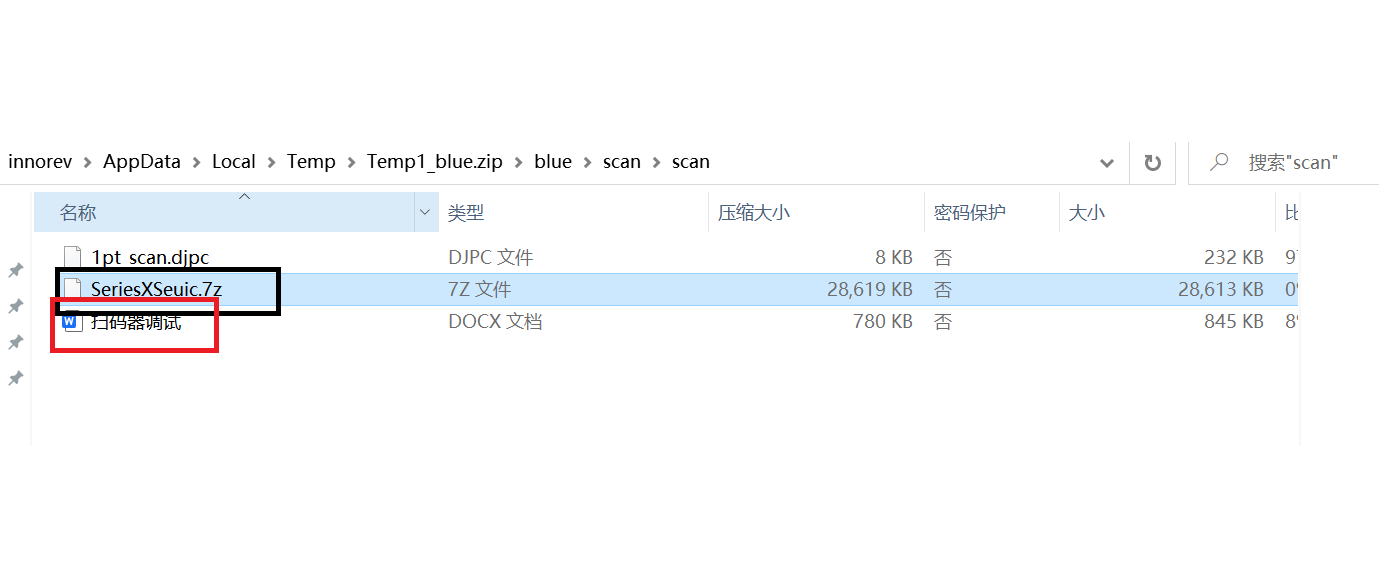 innorev > AppData > Local > Temp > Temp1_blue.zip > blue > scan > scan 搜索"scan"
名称 类型 压缩大小 密码保护 大小
1pt_scan.djpc DJPC 文件 8 KB 否 232 KB
SeriesXSeuic.7z 7Z 文件 28,619 KB 否 28,613 KB
W 扫码器调试 DOCX 文档 780 KB 否 845 KB